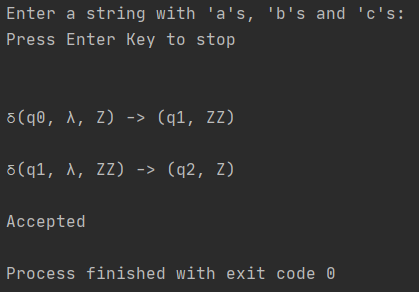 Enter a string with 'a's, 'b's and 'c's:
Press Enter Key to stop
δ(q0, λ, Z) -> (q1, ZZ)
δ(q1, λ, ZZ) -> (q2, Z)
Accepted
Process finished with exit code 0